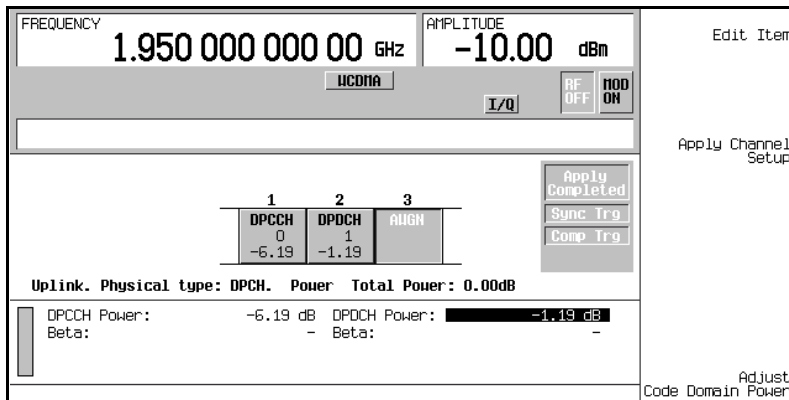 FREQUENCY
1.950 000 000 00 GHz
AMPLITUDE
-10.00 dBm
WCDMA
I/Q
RF
OFF
MOD
ON
Edit Item
Apply Channel
Setup
1 2 3
DPCCH DPDCH AWGN
0 1
-6.19 -1.19
Apply
Completed
Sync Trg
Comp Trg
Uplink. Physical type: DPCH. Power Total Power: 0.00dB
DPCCH Power: -6.19 dB DPDCH Power: -1.19 dB
Beta: - Beta: -
Adjust
Code Domain Power